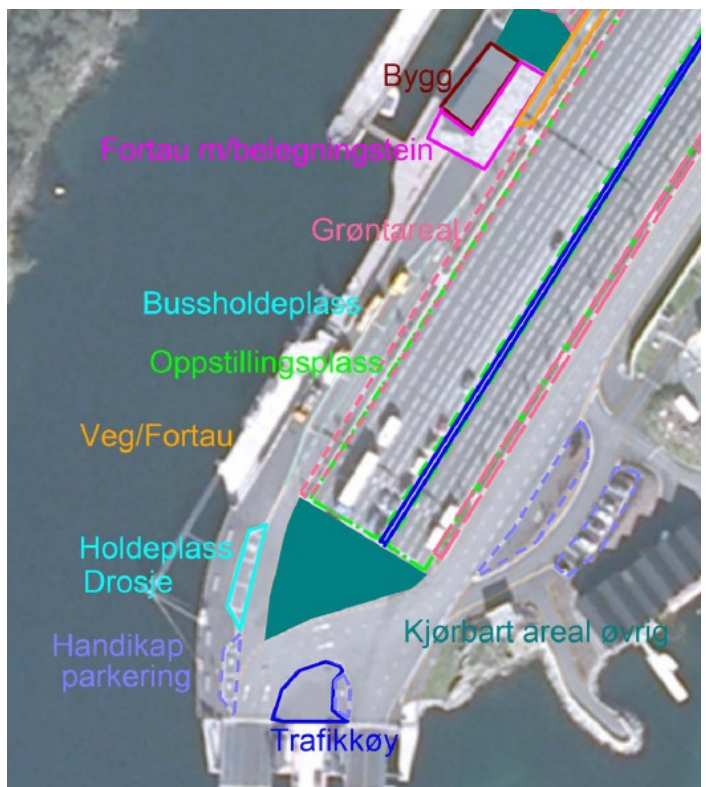 Bygg
Fortau m/belegningstein
Grøntareal
Bussholdeplass
Oppstillingsplass
Veg/Fortau
Holdeplass
Drosje
Kjørbart areal øvrig
Handikap
parkering
Trafikkøy